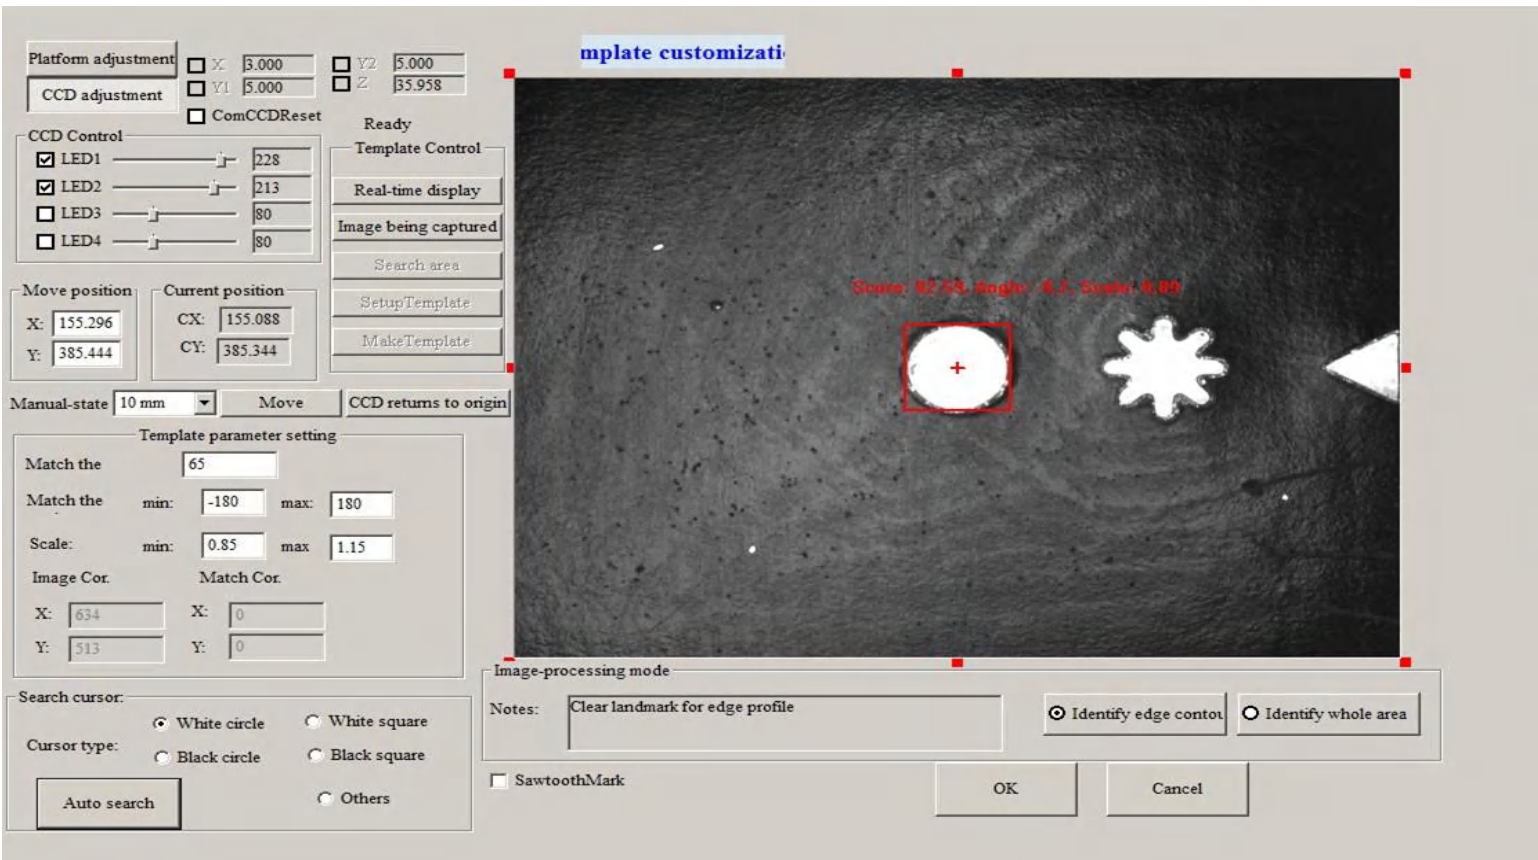 mplate customizati
Platform adjustment
CCD adjustment
X 3.000 Y2 5.000
Y1 5.000 Z 35.958
ComCCDReset
Ready
CCD Control
LED1 228
LED2 213
LED3 80
LED4 80
Template Control
Real-time display
Image being captured
Search area
SetupTemplate
MakeTemplate
Move position
X: 155.296
Y: 385.444
Current position
CX: 155.088
CY: 385.344
Manual-state 10 mm Move CCD returns to origin
Template parameter setting
Match the 65
Match the min: -180 max: 180
Scale: min: 0.85 max 1.15
Image Cor. Match Cor.
X: 634 X: 0
Y: 513 Y: 0
Search cursor:
Cursor type:
White circle White square
Black circle Black square
Others
Auto search
Image-processing mode
Notes: Clear landmark for edge profile
Identify edge contou Identify whole area
SawtoothMark
OK Cancel
Score: Angle: Scale: